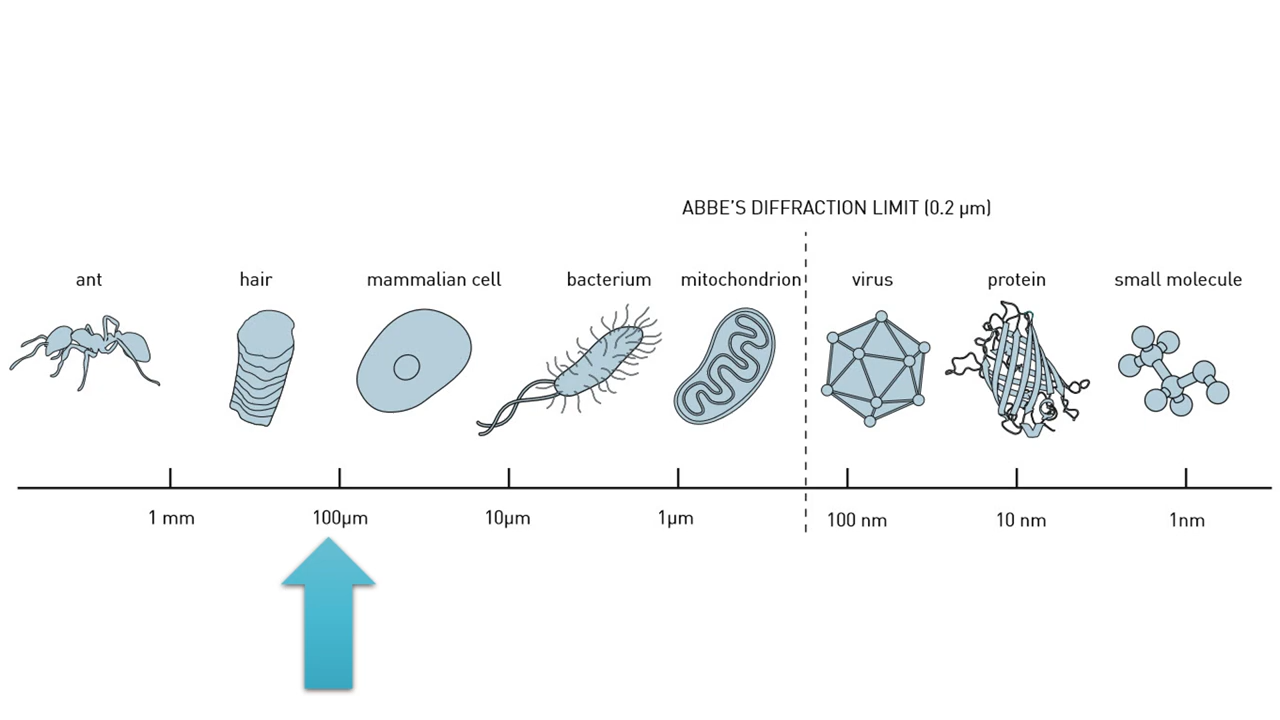 ABBE'S DIFFRACTION LIMIT (0.2 µm)
ant hair mammalian cell bacterium mitochondrion virus protein small molecule
1 mm 100µm 10µm 1µm 100 nm 10 nm 1nm